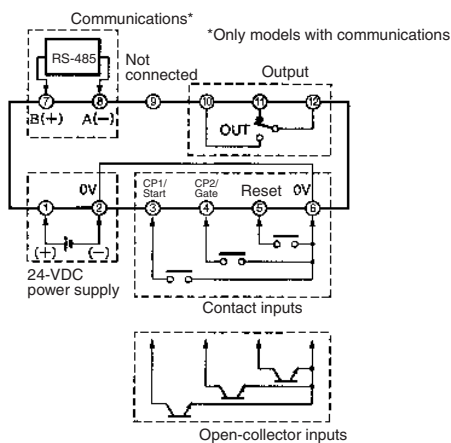 Communications*
*Only models with communications
RS-485
Not
connected
Output
7
8
9
10
11
12
B(+)
A(−)
OUT
0V
CP1/
Start
CP2/
Gate
Reset
0V
1
2
3
4
5
6
(+)
(−)
24-VDC
power supply
Contact inputs
Open-collector inputs